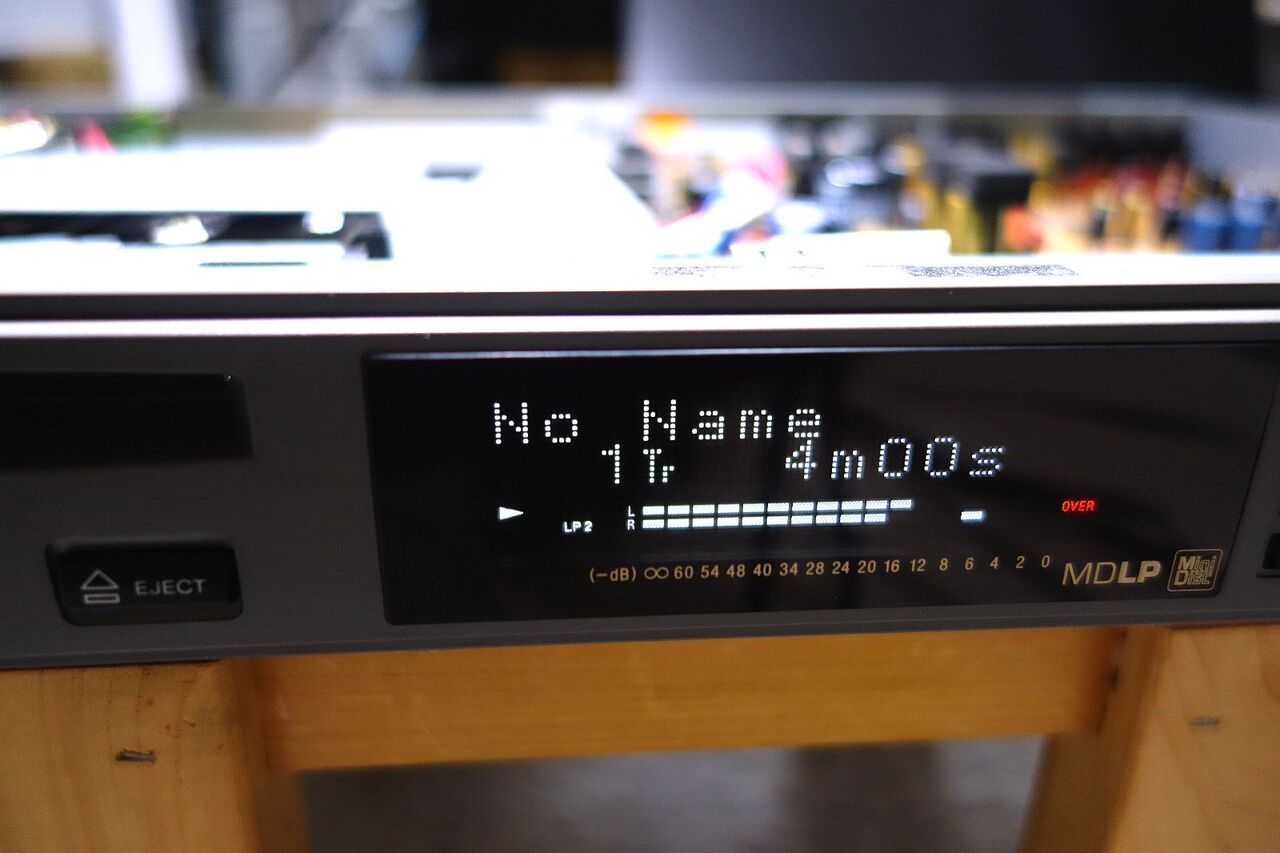 No Name
1Tr 4m00s
LP2 L R OVER
(−dB) ∞ 60 54 48 40 34 28 24 20 16 12 8 6 4 2 0
MDLP Mini Disc
EJECT